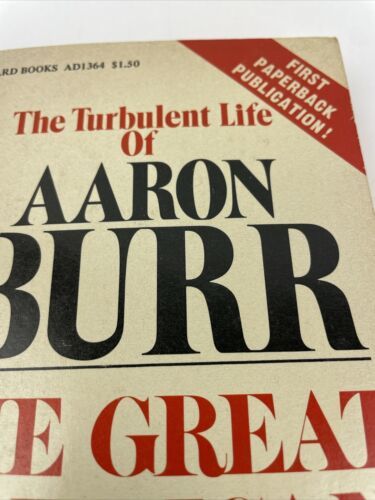 ARD BOOKS AD1364 $1.50
FIRST
PAPERBACK
PUBLICATION!
The Turbulent Life
Of
AARON
BURR
E GREAT